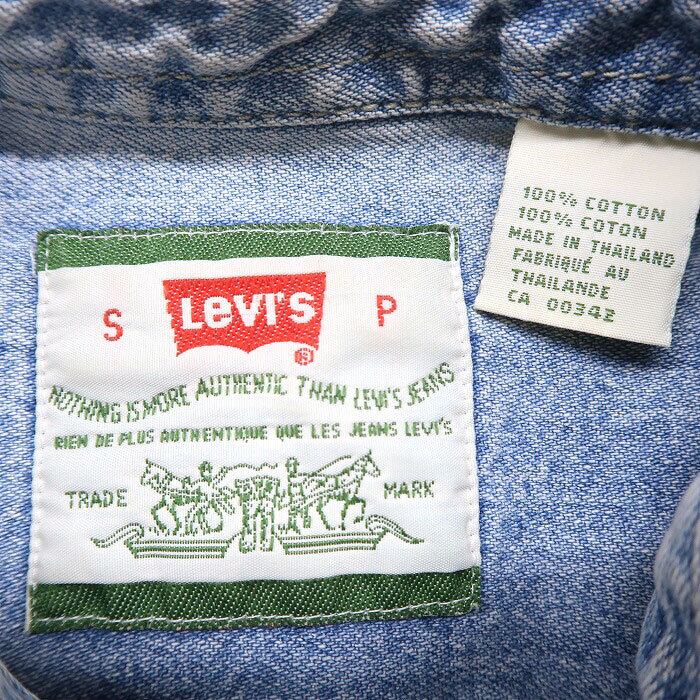 S Levi's P
NOTHING IS MORE AUTHENTIC THAN LEVI'S JEANS
RIEN DE PLUS AUTHENTIQUE QUE LES JEANS LEVI'S
TRADE MARK
100% COTTON
100% COTON
MADE IN THAILAND
FABRIQUÉ AU
THAILANDE
CA 00342